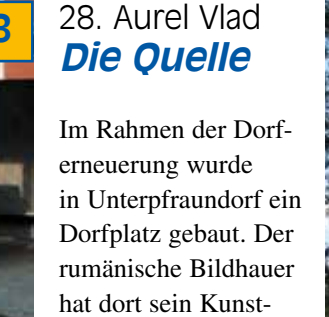 28. Aurel Vlad
Die Quelle
Im Rahmen der Dorf-
erneuerung wurde
in Unterpfraundorf ein
Dorfplatz gebaut. Der
rumänische Bildhauer
hat dort sein Kunst-